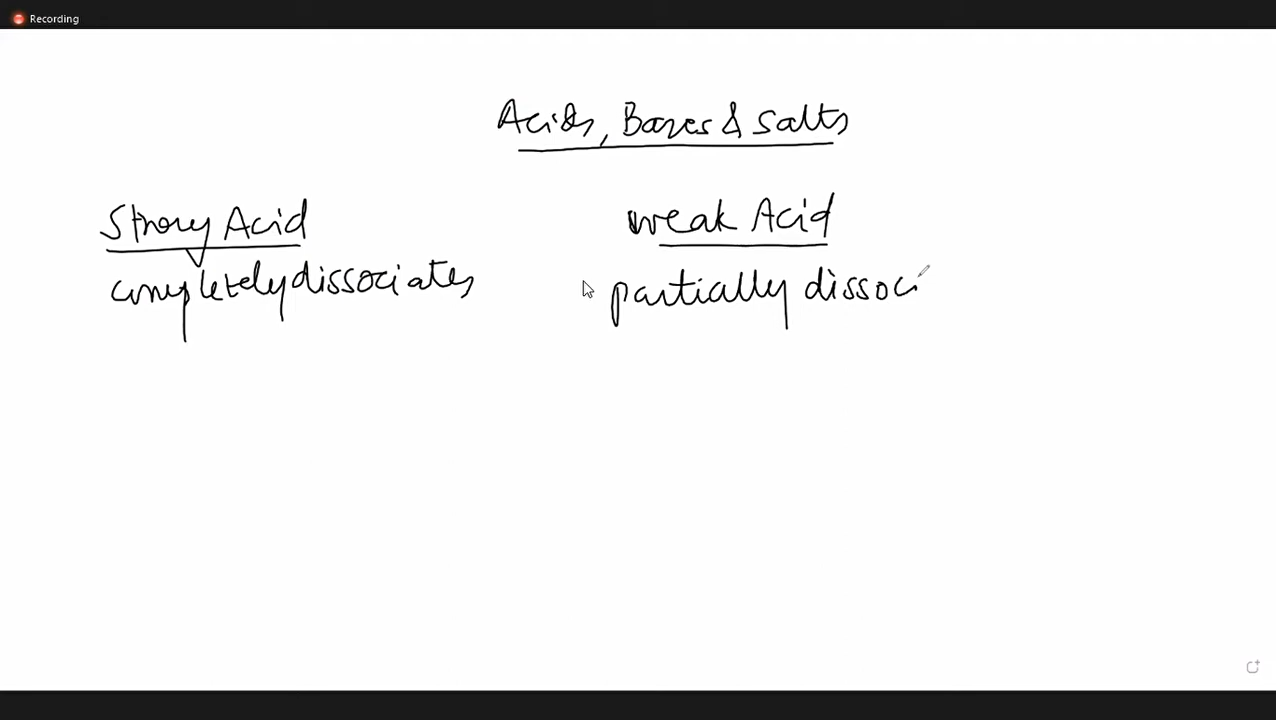 Recording
Acids, Bases & Salts
Strong Acid
completely dissociates
weak Acid
partially dissoci